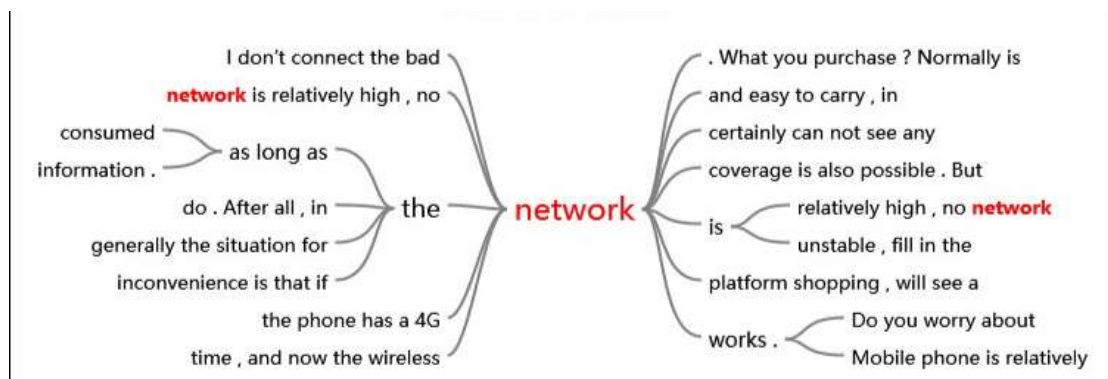 I don't connect the bad
network is relatively high , no
consumed
information .
as long as
do . After all , in
generally the situation for
inconvenience is that if
the
the phone has a 4G
time , and now the wireless
network
. What you purchase ? Normally is
and easy to carry , in
certainly can not see any
coverage is also possible . But
is
relatively high , no network
unstable , fill in the
platform shopping , will see a
works .
Do you worry about
Mobile phone is relatively